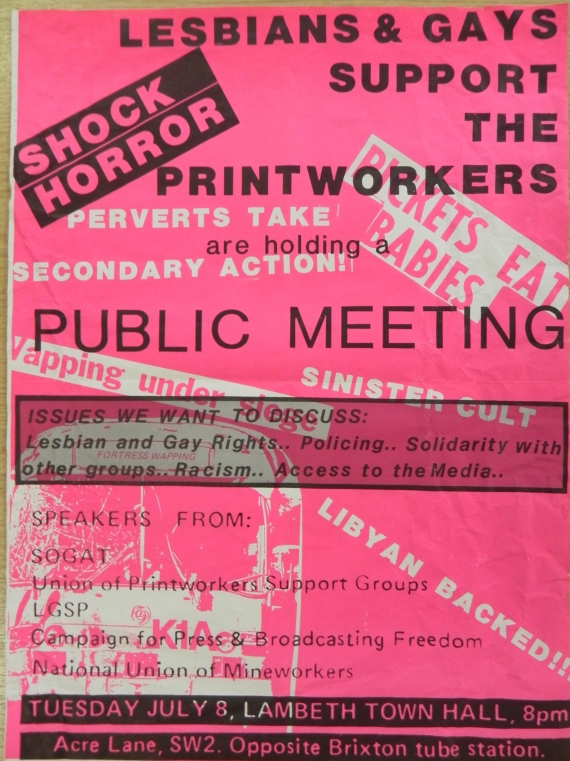 LESBIANS & GAYS
SUPPORT
THE
PRINTWORKERS
SHOCK
HORROR
PERVERTS TAKE
SECONDARY ACTION!!
PICKETS EAT
BABIES
are holding a
PUBLIC MEETING
Wapping under siege
SINISTER CULT
ISSUES WE WANT TO DISCUSS:
Lesbian and Gay Rights.. Policing.. Solidarity with
other groups.. Racism.. Access to the Media..
FORTRESS WAPPING
LIBYAN BACKED!!!
SPEAKERS FROM:
SOGAT
Union of Printworkers Support Groups
LGSP
Campaign for Press & Broadcasting Freedom
National Union of Mineworkers
TUESDAY JULY 8, LAMBETH TOWN HALL, 8pm
Acre Lane, SW2. Opposite Brixton tube station.